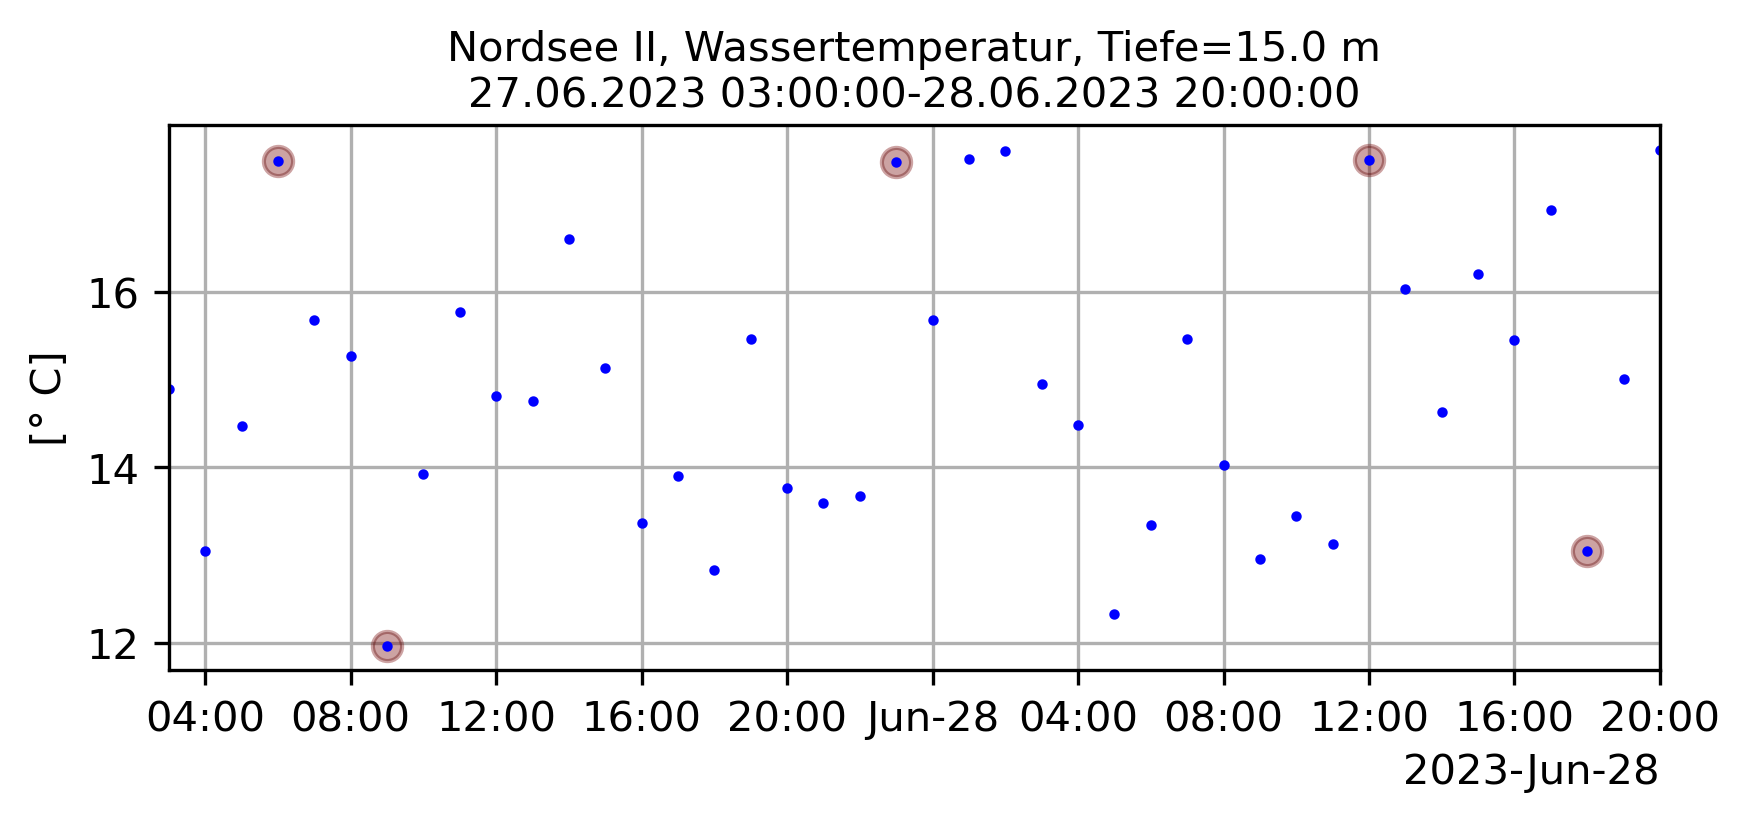 Nordsee II, Wassertemperatur, Tiefe=15.0 m
27.06.2023 03:00:00-28.06.2023 20:00:00
[° C]
16
14
12
04:00 08:00 12:00 16:00 20:00 Jun-28 04:00 08:00 12:00 16:00 20:00
2023-Jun-28